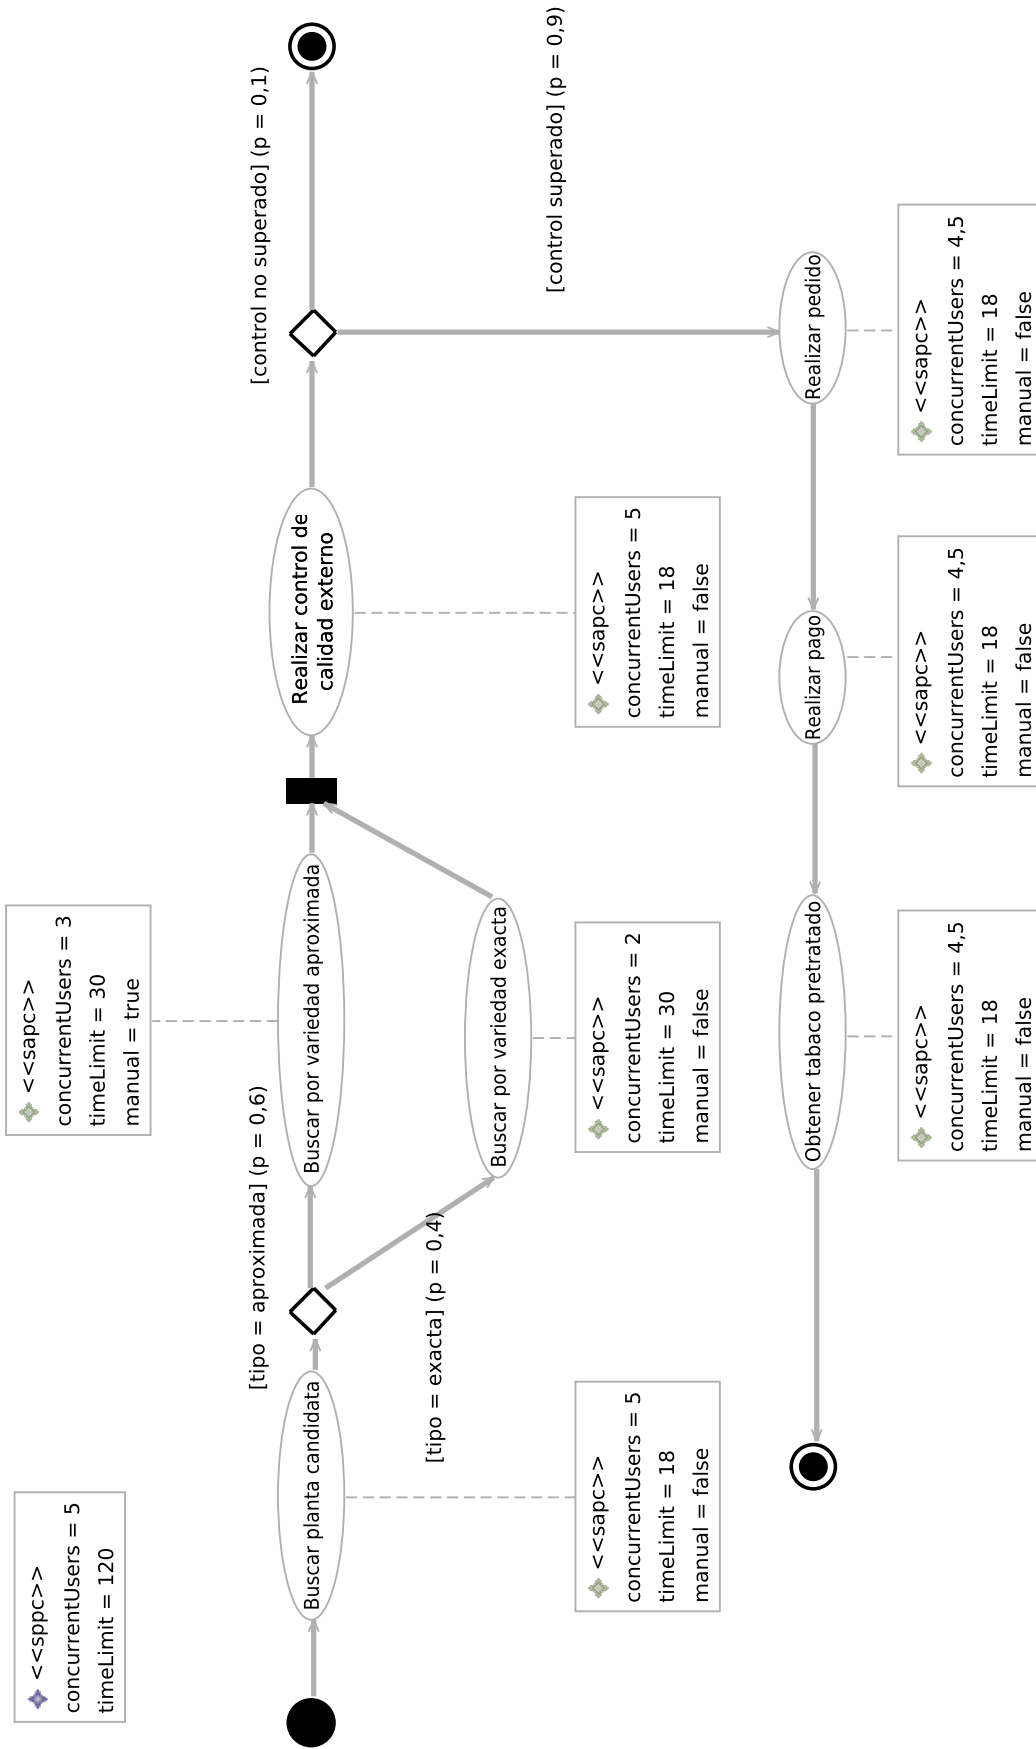 <<sppc>>
concurrentUsers = 5
timeLimit = 120
<<sapc>>
concurrentUsers = 3
timeLimit = 30
manual = true
[tipo = aproximada] (p = 0,6)
[control no superado] (p = 0,1)
Buscar planta candidata
Buscar por variedad aproximada
Realizar control de
calidad externo
[tipo = exacta] (p = 0,4)
Buscar por variedad exacta
[control superado] (p = 0,9)
<<sapc>>
concurrentUsers = 5
timeLimit = 18
manual = false
<<sapc>>
concurrentUsers = 2
timeLimit = 30
manual = false
<<sapc>>
concurrentUsers = 5
timeLimit = 18
manual = false
Obtener tabaco pretratado
Realizar pago
Realizar pedido
<<sapc>>
concurrentUsers = 4,5
timeLimit = 18
manual = false
<<sapc>>
concurrentUsers = 4,5
timeLimit = 18
manual = false
<<sapc>>
concurrentUsers = 4,5
timeLimit = 18
manual = false